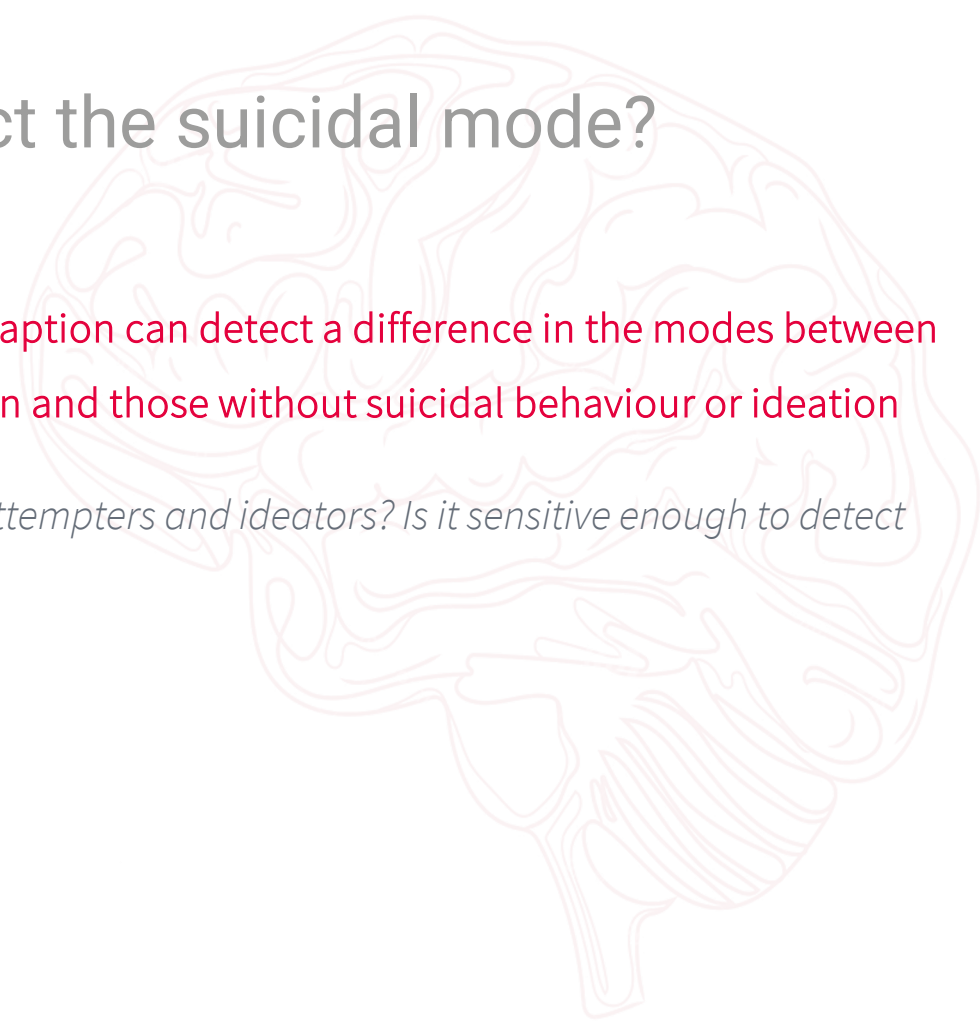 ct the suicidal mode?
aption can detect a difference in the modes between
n and those without suicidal behaviour or ideation
ttempters and ideators? Is it sensitive enough to detect